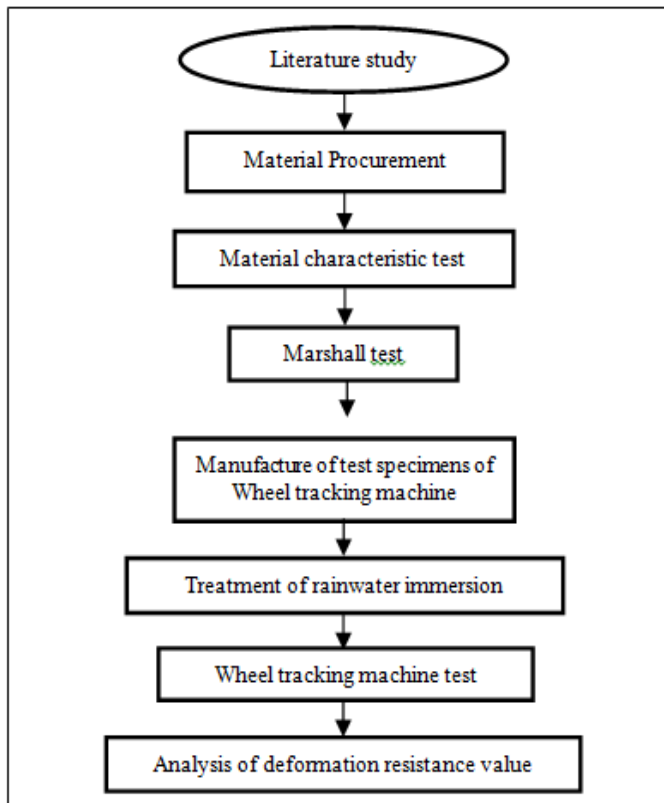 Literature study
Material Procurement
Material characteristic test
Marshall test
Manufacture of test specimens of
Wheel tracking machine
Treatment of rainwater immersion
Wheel tracking machine test
Analysis of deformation resistance value